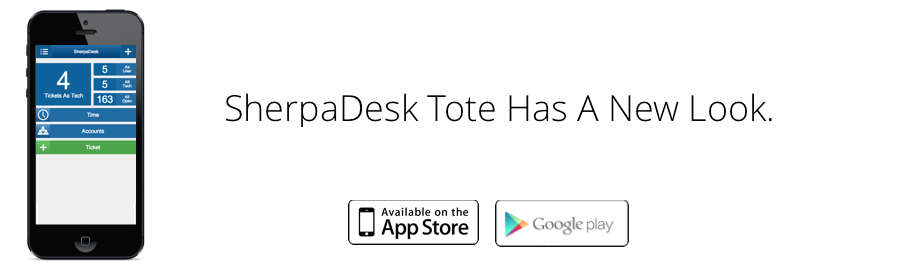 SherpaDesk
4
Tickets As Tech
5 As User
5 Alt Tech
163 All Open
Time
Accounts
Ticket
SherpaDesk Tote Has A New Look.
Available on the
App Store
Google play